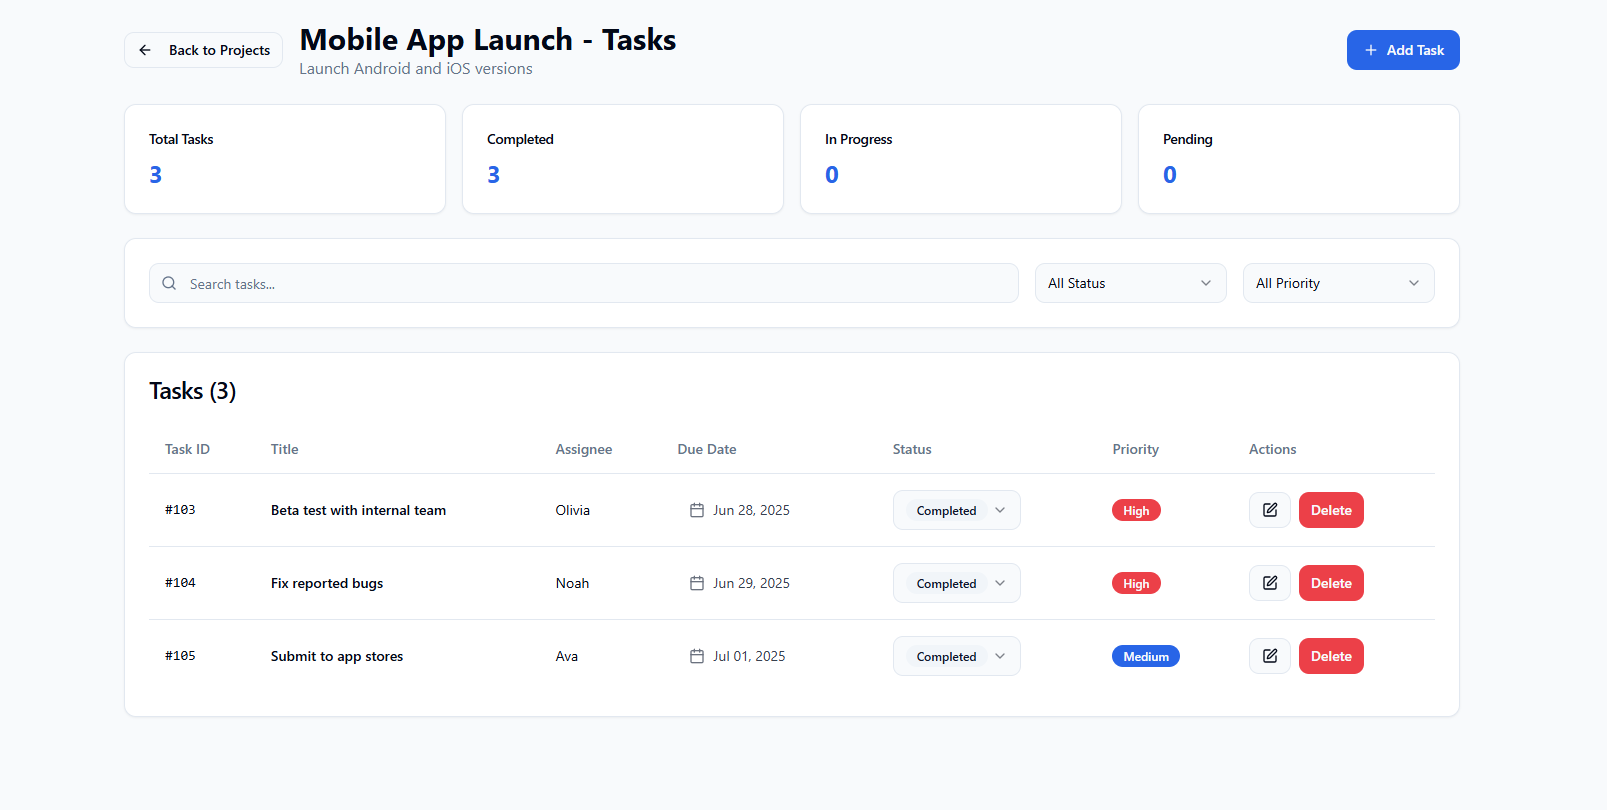 Back to Projects
Mobile App Launch - Tasks
Launch Android and iOS versions
Add Task
Total Tasks
3
Completed
3
In Progress
0
Pending
0
Search tasks...
All Status
All Priority
Tasks (3)
Task ID Title Assignee Due Date Status Priority Actions
#103 Beta test with internal team Olivia Jun 28, 2025 Completed High Delete
#104 Fix reported bugs Noah Jun 29, 2025 Completed High Delete
#105 Submit to app stores Ava Jul 01, 2025 Completed Medium Delete